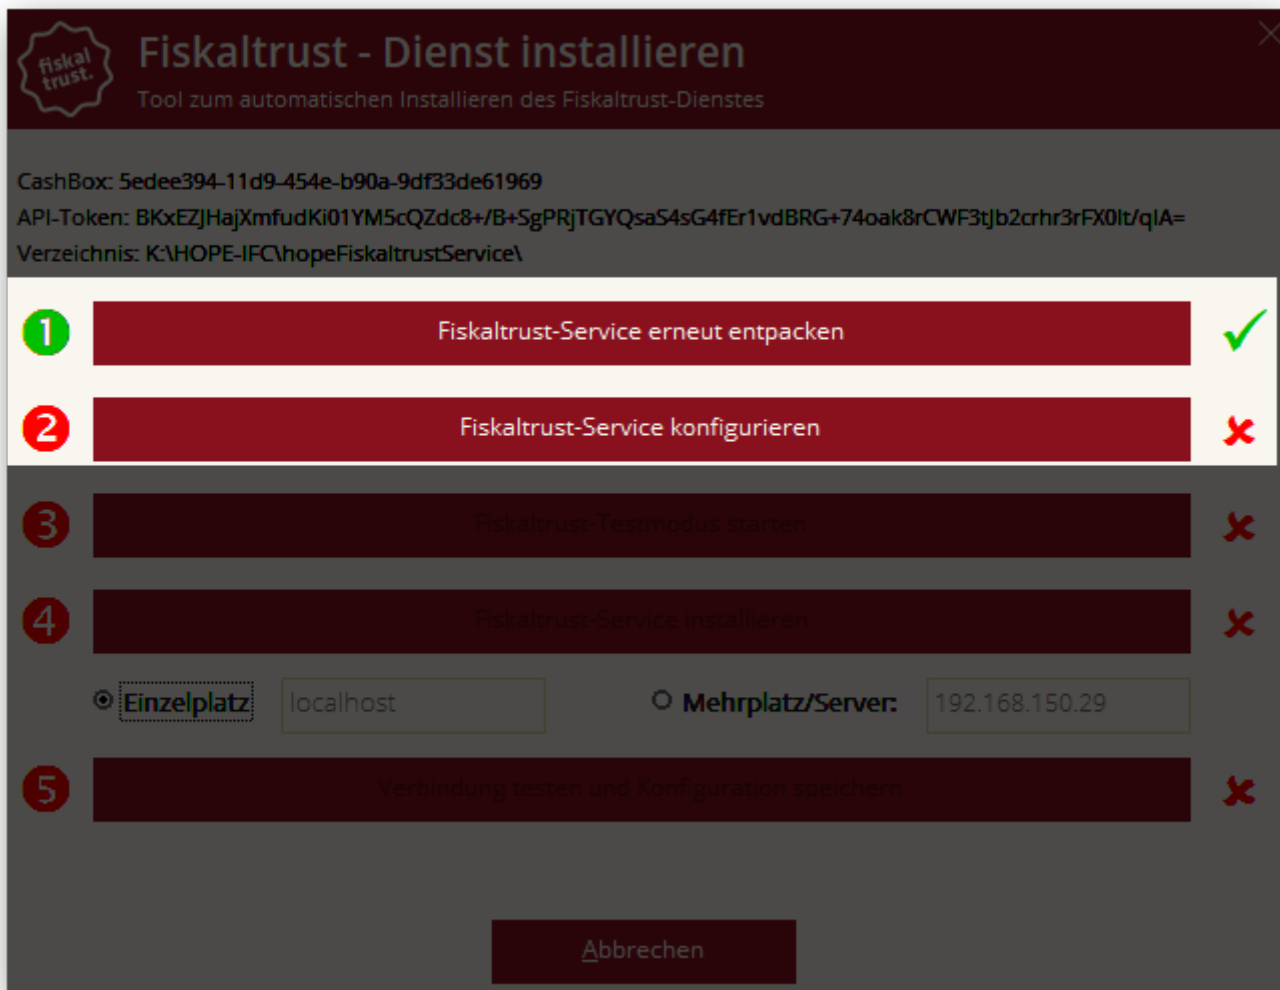 fiskal
trust.
Fiskaltrust - Dienst installieren
Tool zum automatischen Installieren des Fiskaltrust-Dienstes
CashBox: 5edee394-11d9-454e-b90a-9df33de61969
API-Token: BKxEZJHajXmfudKi01YM5cQZdc8+/B+SgPRjTGYQsaS4sG4fEr1vdBRG+74oak8rCWF3tJb2crhr3rFX0lt/qIA=
Verzeichnis: K:\HOPE-IFC\hopeFiskaltrustService\
1 Fiskaltrust-Service erneut entpacken
2 Fiskaltrust-Service konfigurieren
3 Fiskaltrust-Testmodus starten
4 Fiskaltrust-Service installieren
Einzelplatz localhost Mehrplatz/Server: 192.168.150.29
5 Verbindung testen und Konfiguration speichern
Abbrechen